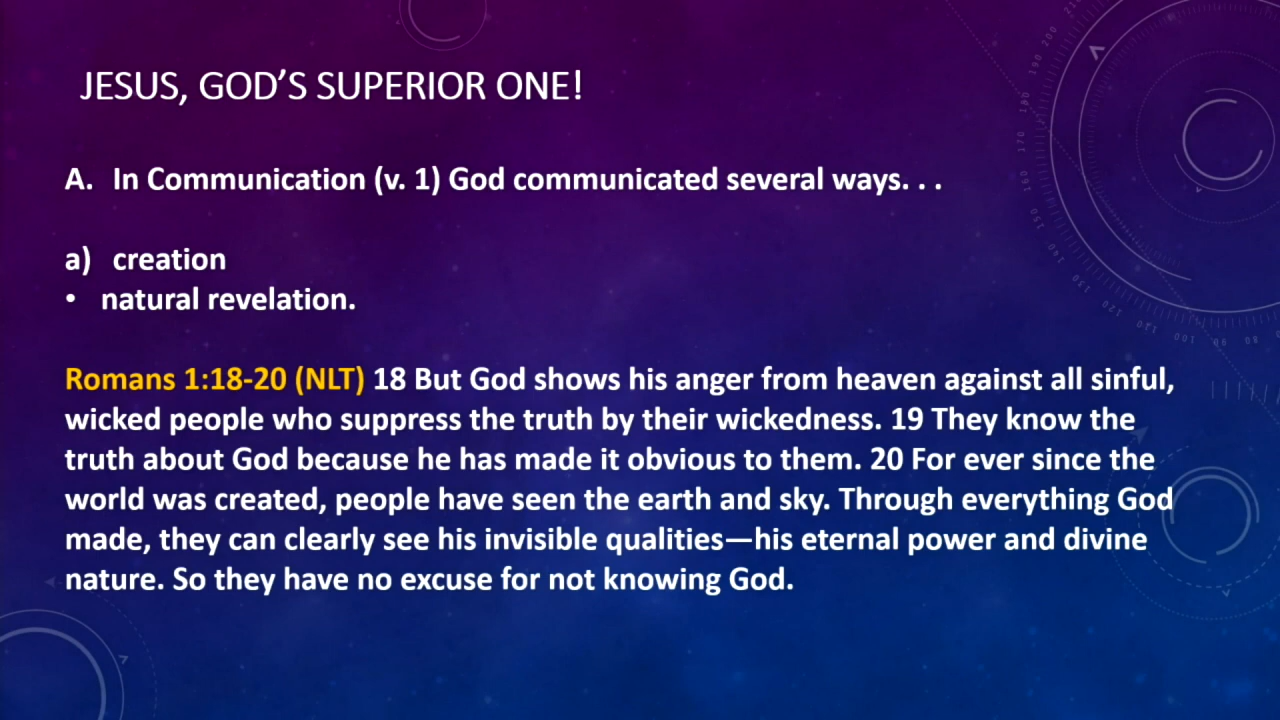 JESUS, GOD’S SUPERIOR ONE!
A. In Communication (v. 1) God communicated several ways. . .
a) creation
• natural revelation.
Romans 1:18-20 (NLT) 18 But God shows his anger from heaven against all sinful,
wicked people who suppress the truth by their wickedness. 19 They know the
truth about God because he has made it obvious to them. 20 For ever since the
world was created, people have seen the earth and sky. Through everything God
made, they can clearly see his invisible qualities—his eternal power and divine
nature. So they have no excuse for not knowing God.